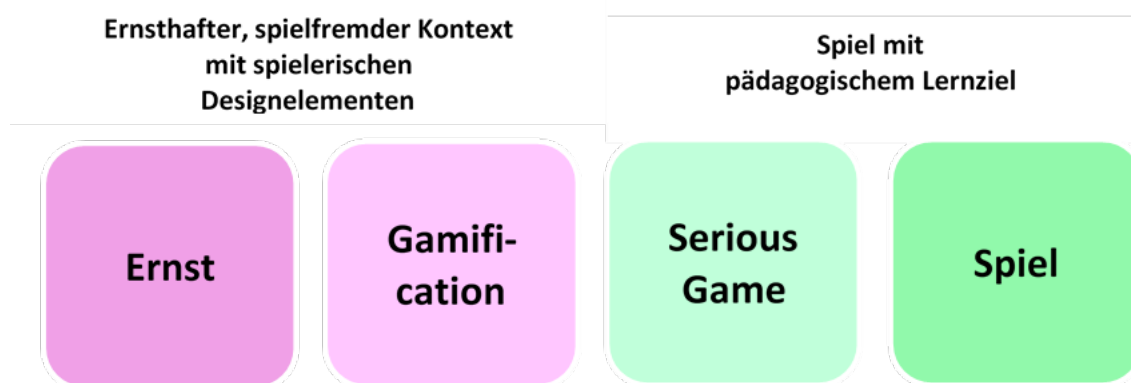 Ernsthafter, spielfremder Kontext
mit spielerischen
Designelementen
Spiel mit
pädagogischem Lernziel
Ernst
Gamifi-
cation
Serious
Game
Spiel